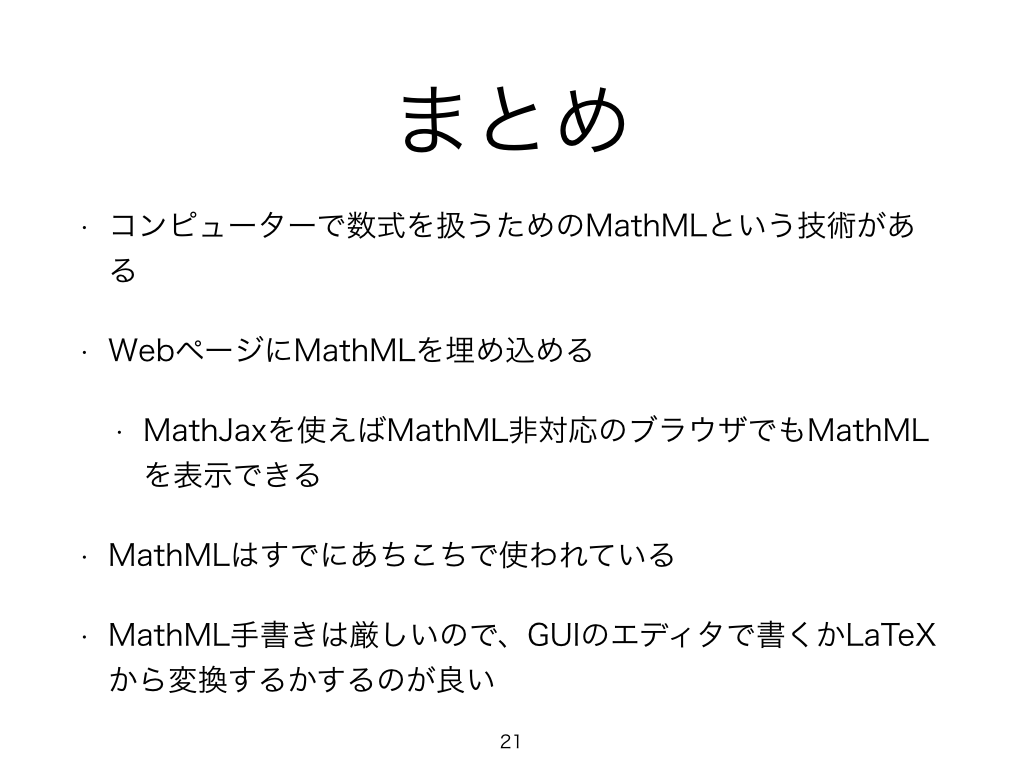 まとめ
・ コンピューターで数式を扱うためのMathMLという技術があ
る
・ WebページにMathMLを埋め込める
・ MathJaxを使えばMathML非対応のブラウザでもMathML
を表示できる
・ MathMLはすでにあちこちで使われている
・ MathML手書きは厳しいので、GUIのエディタで書くかLaTeX
から変換するかするのが良い
21